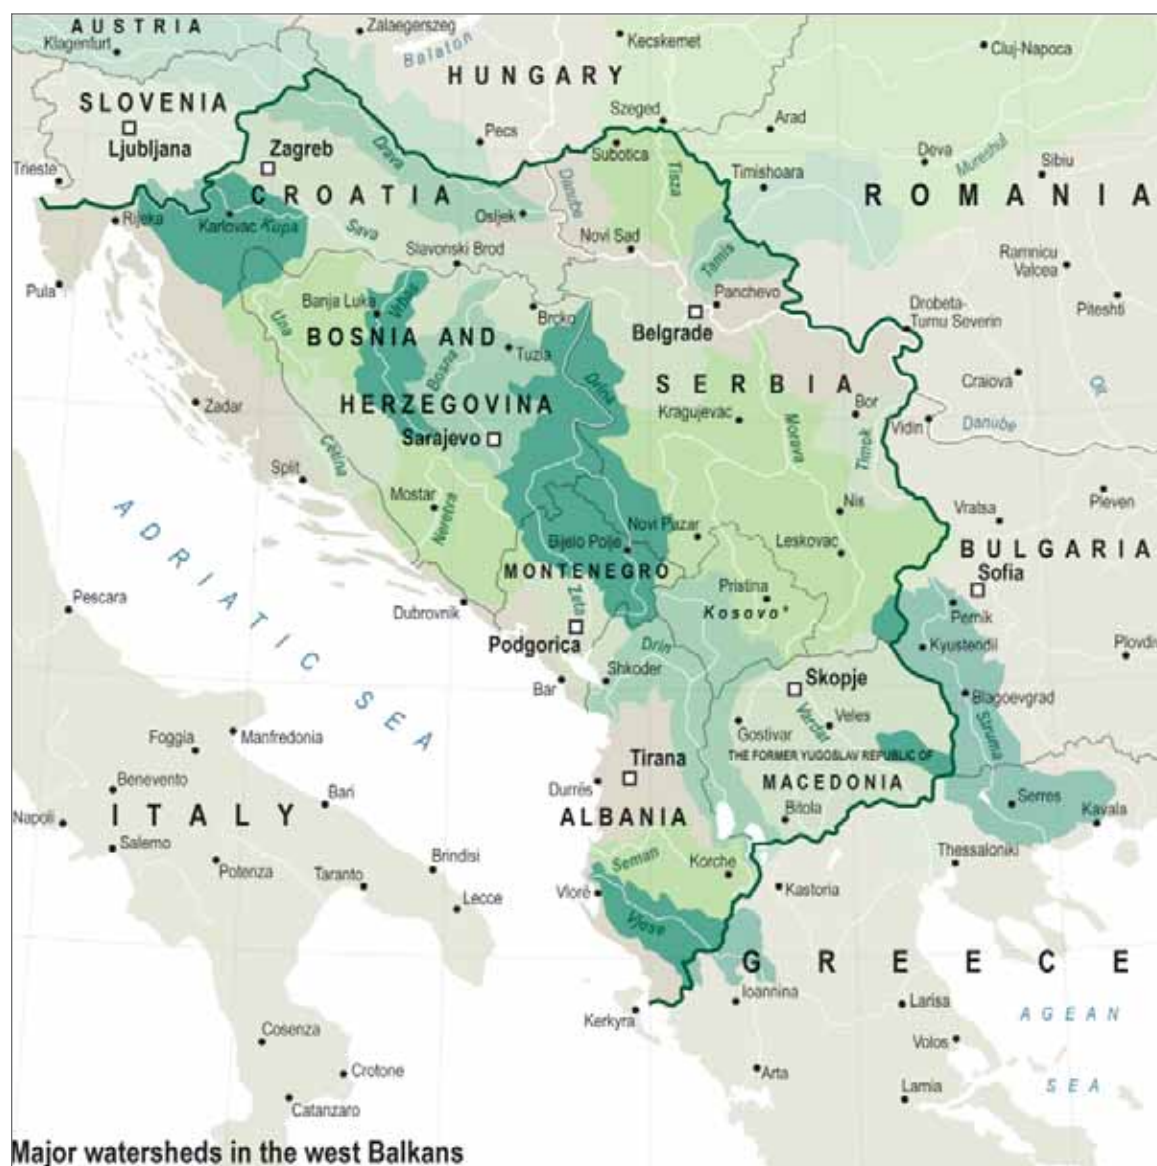 AUSTRIA
Klagenfurt
Zalaegerszeg
Balaton
Kecskemet
Cluj-Napoca
HUNGARY
SLOVENIA
Ljubljana
Szeged
Arad
Pecs
Zagreb
Drava
Subotica
Tisza
Deva
Mureshul
Sibiu
Trieste
Timishoara
CROATIA
Danube
ROMANIA
Rijeka
Karlovac
Kupa
Sava
Osljek
Novi Sad
Tamis
Slavonski Brod
Ramnicu
Valcea
Pula
Banja Luka
Vrbas
Panchevo
Piteshti
Una
Brcko
Belgrade
Drobeta-
Turnu Severin
BOSNIA AND
Bosna
Tuzla
Drina
SERBIA
Craiova
Olt
HERZEGOVINA
Kragujevac
Bor
Zadar
Morava
Timok
Vidin
Danube
Sarajevo
Cetina
Split
Mostar
Neretva
Nis
Vratsa
Pleven
ADRIATIC SEA
Novi Pazar
Bijelo Polje
Leskovac
BULGARIA
Sofia
MONTENEGRO
Pristina
Kosovo*
Pescara
Dubrovnik
Zeta
Pernik
Podgorica
Drin
Kyustendil
Plovdiv
Bar
Shkoder
Skopje
Blagoevgrad
Vardar
Veles
Gostivar
Struma
Foggia
Manfredonia
THE FORMER YUGOSLAV REPUBLIC OF
MACEDONIA
Tirana
Benevento
Durrës
Bari
Serres
Bitola
Kavala
Napoli
ITALY
ALBANIA
Salerno
Brindisi
Seman
Korche
Thessaloniki
Potenza
Taranto
Vlorë
Kastoria
Lecce
Vjose
GREECE
Ioannina
Larisa
Kerkyra
AGEAN
Cosenza
Volos
Crotone
Arta
Lamia
SEA
Catanzaro
Major watersheds in the west Balkans